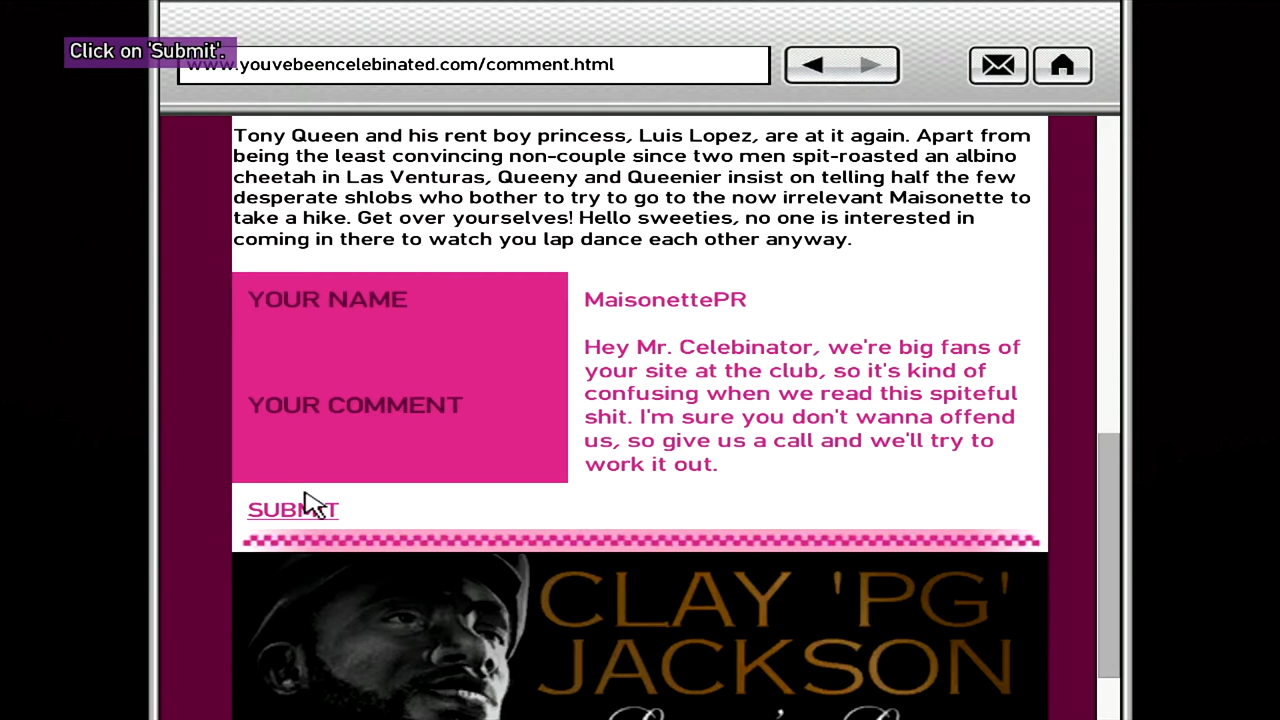 Click on 'Submit'.
www.youvebeencelebinated.com/comment.html
Tony Queen and his rent boy princess, Luis Lopez, are at it again. Apart from
being the least convincing non-couple since two men spit-roasted an albino
cheetah in Las Venturas, Queeny and Queenier insist on telling half the few
desperate shlobs who bother to try to go to the now irrelevant Maisonette to
take a hike. Get over yourselves! Hello sweeties, no one is interested in
coming in there to watch you lap dance each other anyway.
YOUR NAME
MaisonettePR
YOUR COMMENT
Hey Mr. Celebinator, we're big fans of
your site at the club, so it's kind of
confusing when we read this spiteful
shit. I'm sure you don't wanna offend
us, so give us a call and we'll try to
work it out.
SUBMIT
CLAY 'PG'
JACKSON